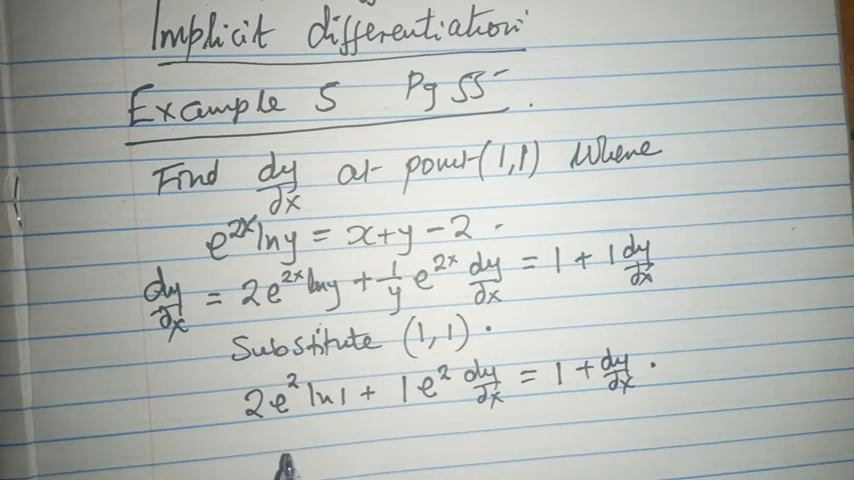 Implicit differentiation
Example 5 Pg 55
Find dy/dx at point (1,1) Where
e^2x ln y = x+y-2.
dy/dx = 2e^2x ln y + 1/y e^2x dy/dx = 1 + 1 dy/dx
Substitute (1,1).
2e^2 ln 1 + 1e^2 dy/dx = 1 + dy/dx.